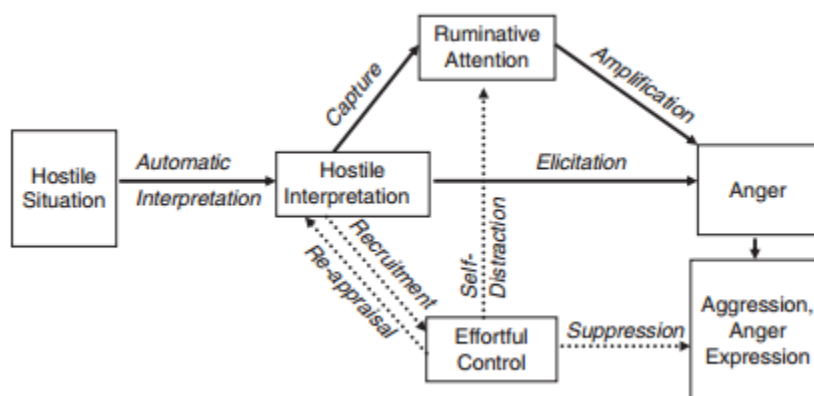 Ruminative
Attention
Capture
Amplification
Hostile
Situation
Automatic
Interpretation
Hostile
Interpretation
Elicitation
Anger
Recruitment
Re-appraisal
Self-
Distraction
Effortful
Control
Suppression
Aggression,
Anger
Expression